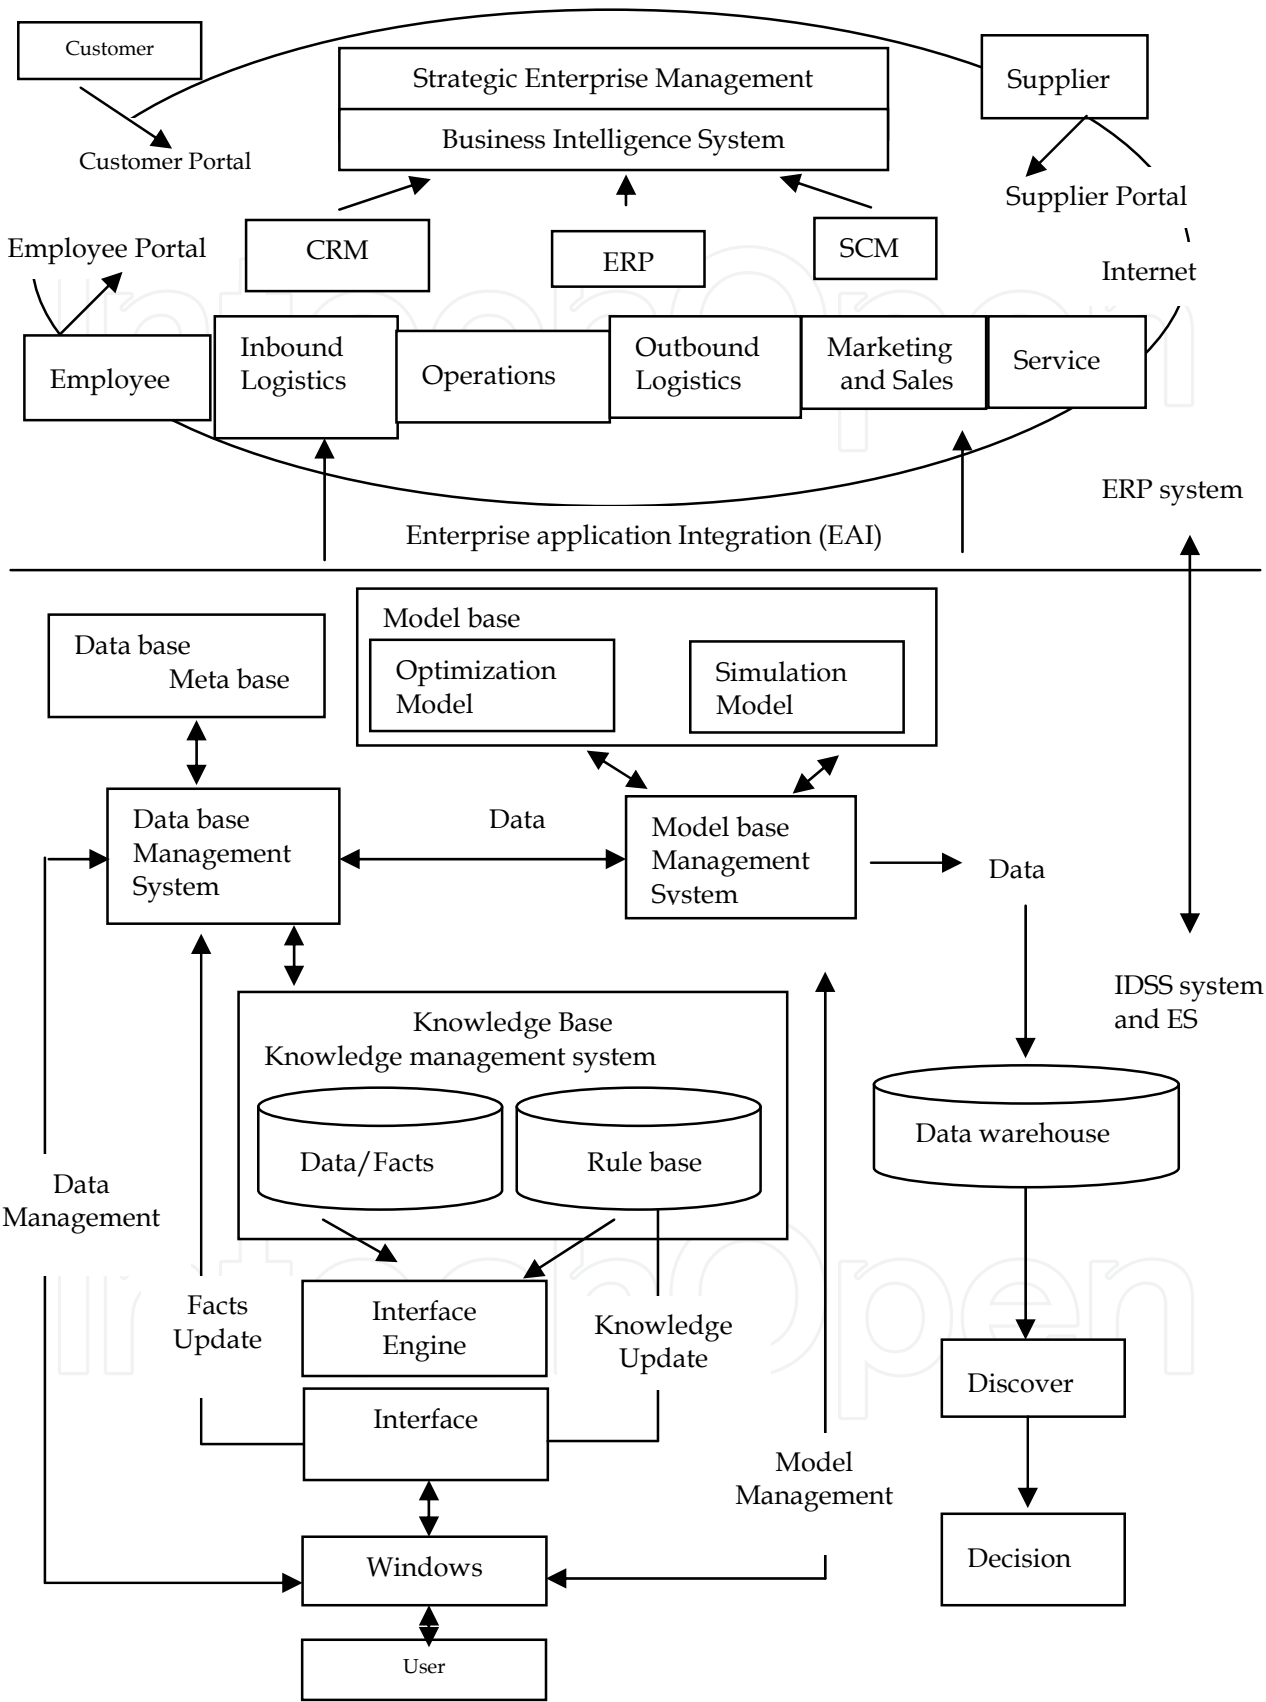 Customer
Strategic Enterprise Management
Supplier
Business Intelligence System
Customer Portal
Supplier Portal
Employee Portal
CRM
ERP
SCM
Internet
Employee
Inbound
Logistics
Operations
Outbound
Logistics
Marketing
and Sales
Service
ERP system
Enterprise application Integration (EAI)
Data base
Meta base
Model base
Optimization
Model
Simulation
Model
Data base
Management
System
Data
Model base
Management
System
Data
IDSS system
and ES
Knowledge Base
Knowledge management system
Data/Facts
Rule base
Data warehouse
Data
Management
Facts
Update
Interface
Engine
Knowledge
Update
Discover
Interface
Model
Management
Decision
Windows
User
IntechOpen
IntechOpen